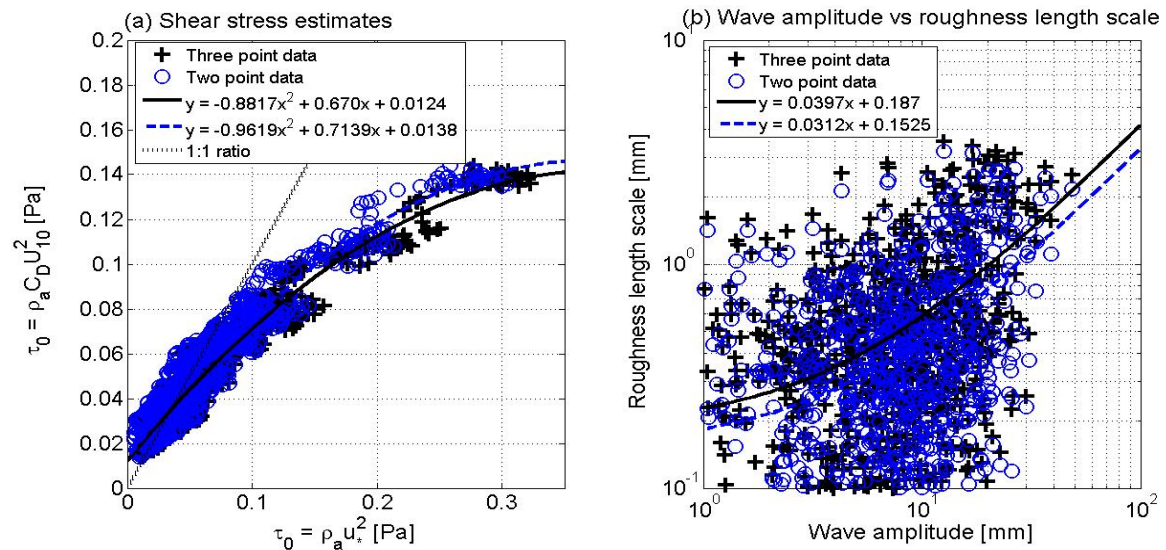 (a) Shear stress estimates
0.2
0.18
0.16
0.14
0.12
0.1
0.08
0.06
0.04
0.02
0
τ₀ = ρₐC_DU²₁₀ [Pa]
Three point data
Two point data
y = -0.8817x² + 0.670x + 0.0124
y = -0.9619x² + 0.7139x + 0.0138
1:1 ratio
0 0.1 0.2 0.3
τ₀ = ρₐu²_* [Pa]
(b) Wave amplitude vs roughness length scale
10¹
10⁰
10⁻¹
Roughness length scale [mm]
Three point data
Two point data
y = 0.0397x + 0.187
y = 0.0312x + 0.1525
10⁰ 10¹ 10²
Wave amplitude [mm]